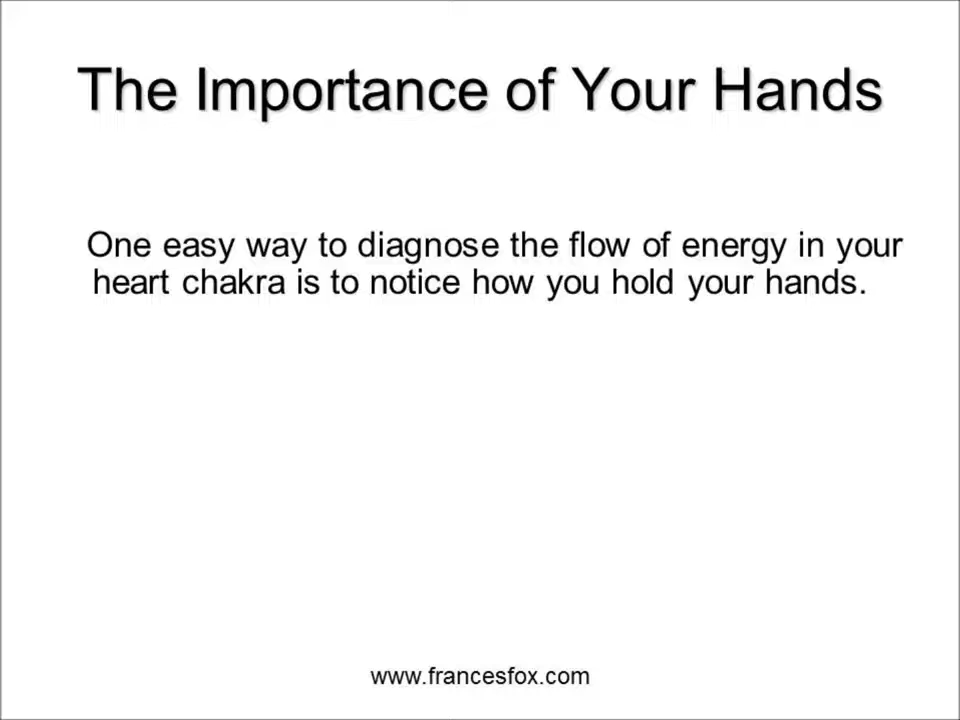 The Importance of Your Hands
One easy way to diagnose the flow of energy in your
heart chakra is to notice how you hold your hands.
www.francesfox.com